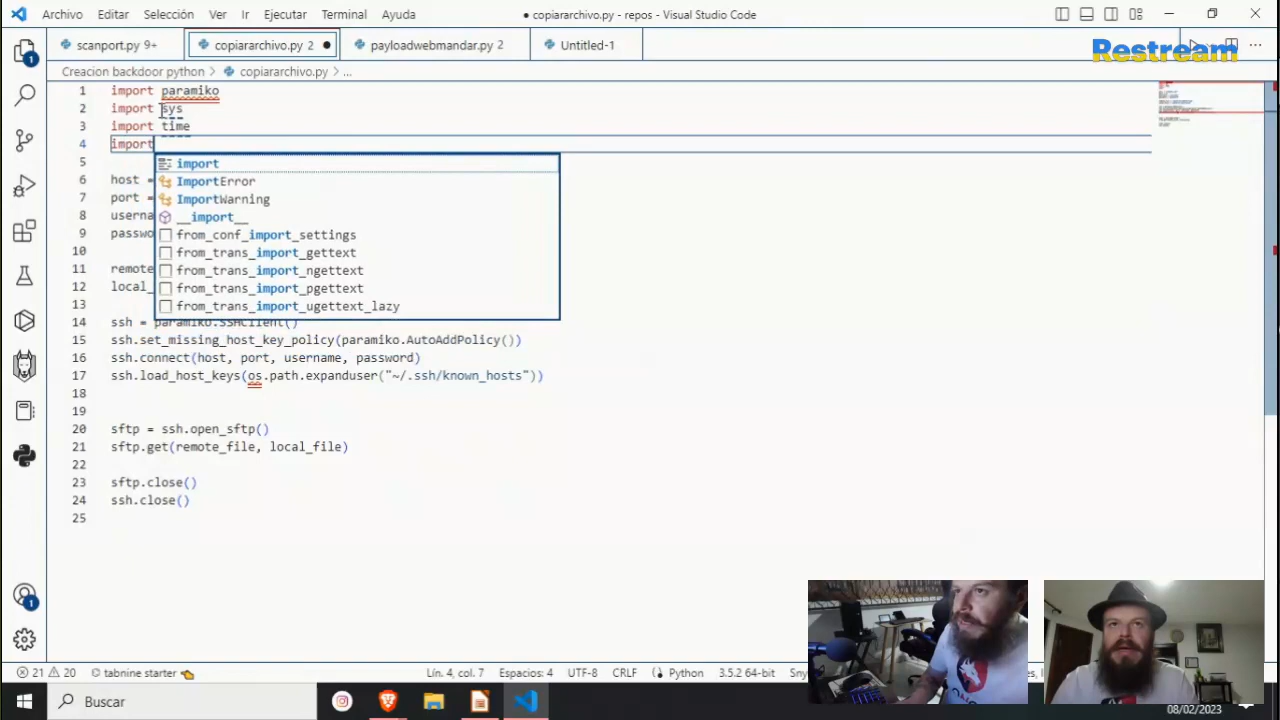 Archivo Editar Selección Ver Ir Ejecutar Terminal Ayuda
● copiararchivo.py - repos - Visual Studio Code
scanport.py 9+ copiararchivo.py 2 ● payloadwebmandar.py 2 Untitled-1
Restream
Creacion backdoor python > copiararchivo.py > ...
1 import paramiko
2 import sys
3 import time
4 import
5
import
ImportError
ImportWarning
__import__
from_conf_import_settings
from_trans_import_gettext
from_trans_import_ngettext
from_trans_import_pgettext
from_trans_import_ugettext_lazy
6 host =
7 port =
8 userna
9 passwo
10
11 remote
12 local_
13
14 ssh = paramiko.SSHClient()
15 ssh.set_missing_host_key_policy(paramiko.AutoAddPolicy())
16 ssh.connect(host, port, username, password)
17 ssh.load_host_keys(os.path.expanduser("~/.ssh/known_hosts"))
18
19
20 sftp = ssh.open_sftp()
21 sftp.get(remote_file, local_file)
22
23 sftp.close()
24 ssh.close()
25
1
1
21 20 tabnine starter Lín. 4, col. 7 Espacios: 4 UTF-8 CRLF Python 3.5.2 64-bit
Buscar
08/02/2023